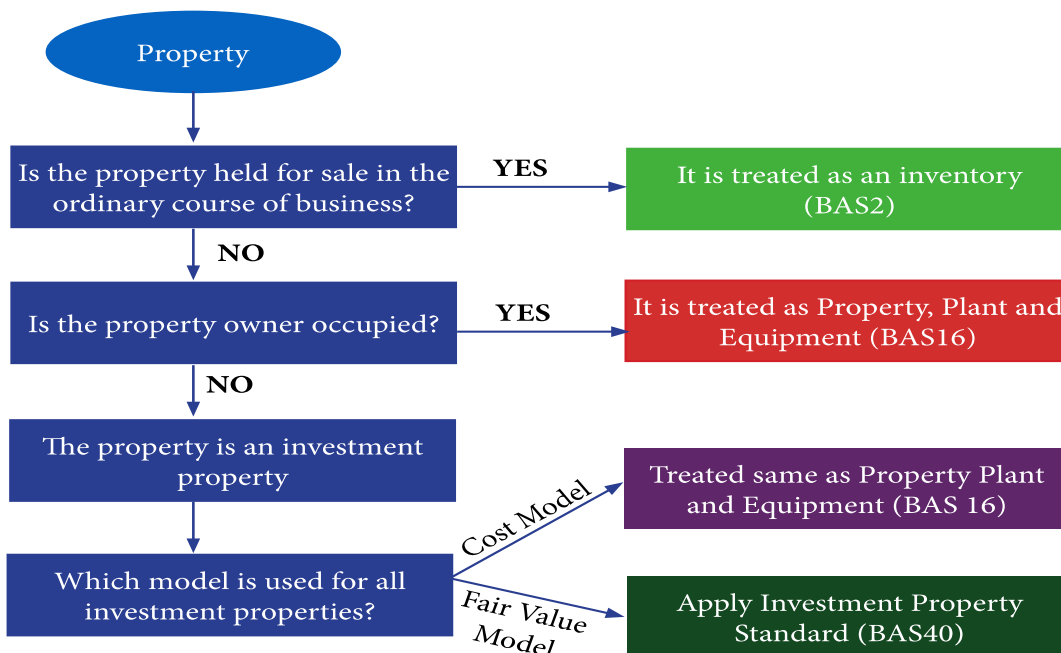 Property
Is the property held for sale in the
ordinary course of business?
YES
It is treated as an inventory
(BAS2)
NO
Is the property owner occupied?
YES
It is treated as Property, Plant and
Equipment (BAS16)
NO
The property is an investment
property
Which model is used for all
investment properties?
Cost Model
Treated same as Property Plant
and Equipment (BAS 16)
Fair Value
Model
Apply Investment Property
Standard (BAS40)